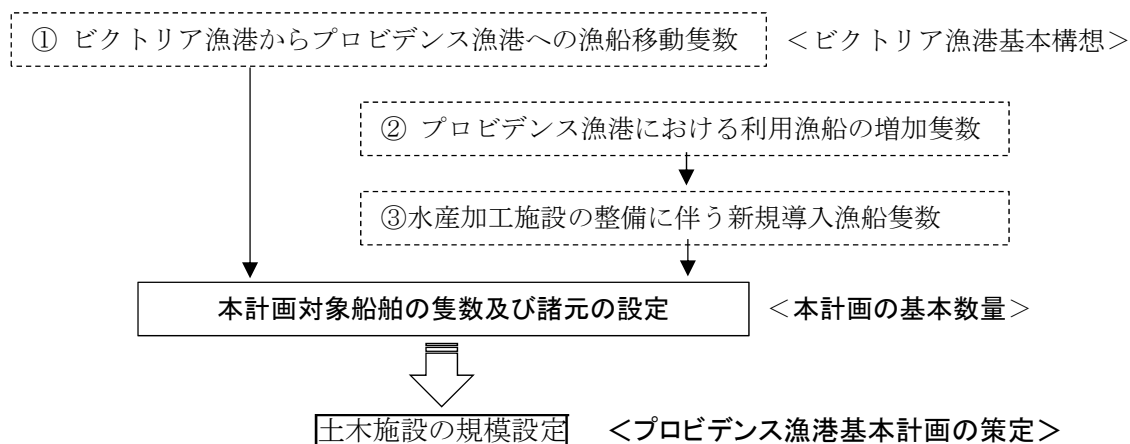 ① ビクトリア漁港からプロビデンス漁港への漁船移動隻数 ＜ビクトリア漁港基本構想＞
② プロビデンス漁港における利用漁船の増加隻数
③水産加工施設の整備に伴う新規導入漁船隻数
本計画対象船舶の隻数及び諸元の設定 ＜本計画の基本数量＞
土木施設の規模設定 ＜プロビデンス漁港基本計画の策定＞